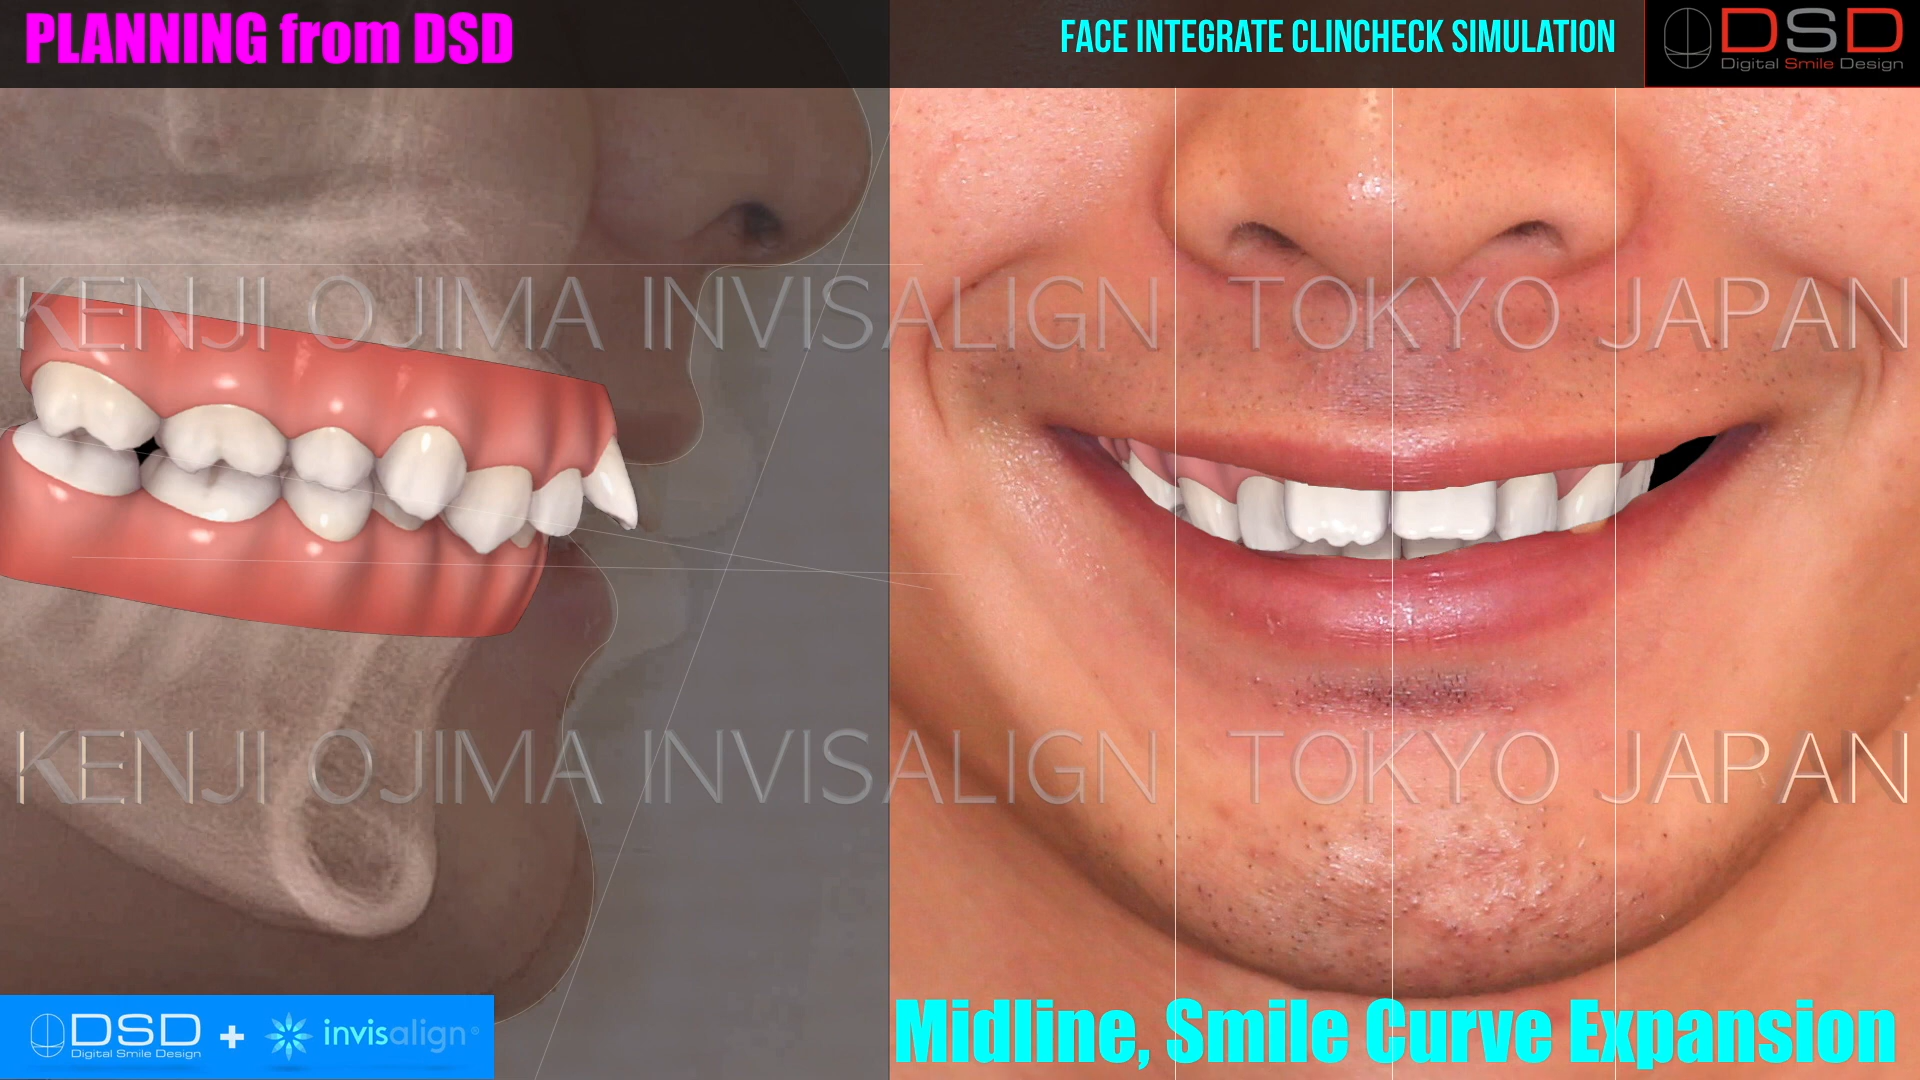 PLANNING from DSD
FACE INTEGRATE CLINCHECK SIMULATION
DSD
Digital Smile Design
KENJI OJIMA INVISALIGN TOKYO JAPAN
KENJI OJIMA INVISALIGN TOKYO JAPAN
DSD + invisalign®
Digital Smile Design
Midline, Smile Curve Expansion